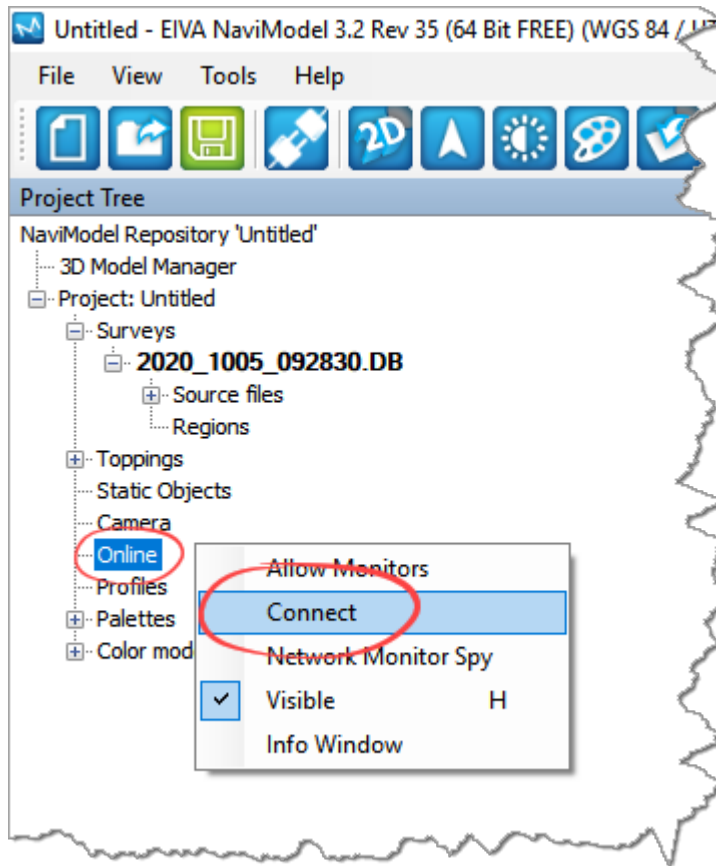 Untitled - EIVA NaviModel 3.2 Rev 35 (64 Bit FREE) (WGS 84 /
File View Tools Help
2D
Project Tree
NaviModel Repository 'Untitled'
3D Model Manager
Project: Untitled
Surveys
2020_1005_092830.DB
Source files
Regions
Toppings
Static Objects
Camera
Online
Allow Monitors
Profiles
Connect
Palettes
Color mod
Network Monitor Spy
Visible H
Info Window